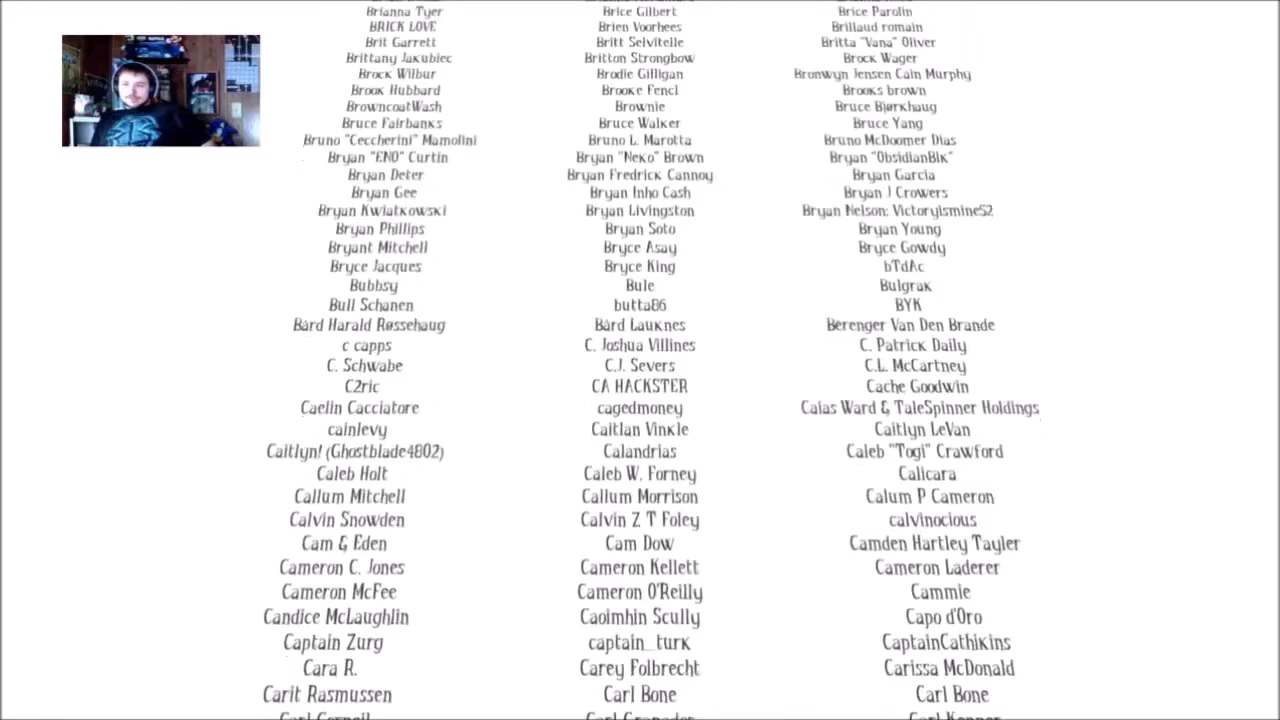 Brianna Tyer Brice Gilbert Brice Parolin
BRICK LOVE Brien Voorhees Brillaud romain
Brit Garrett Britt Selvitelle Britta "Vana" Oliver
Brittany Jakubiec Britton Strongbow Brock Wager
Brock Wilbur Brodie Gilligan Bronwyn Jensen Cain Murphy
Brook Hubbard Brooke Fencl Brooks brown
BrowncoatWash Brownie Bruce Bjørkhaug
Bruce Fairbanks Bruce Walker Bruce Yang
Bruno "Ceccherini" Mamolini Bruno L. Marotta Bruno McDoomer Dias
Bryan "ENO" Curtin Bryan "Neko" Brown Bryan "ObsidianBlk"
Bryan Deter Bryan Fredrick Cannoy Bryan Garcia
Bryan Gee Bryan Inho Cash Bryan J Crowers
Bryan Kwiatkowski Bryan Livingston Bryan Nelson: Victoryismine52
Bryan Phillips Bryan Soto Bryan Young
Bryant Mitchell Bryce Asay Bryce Gowdy
Bryce Jacques Bryce King bTdAc
Bubbsy Bule Bulgrak
Bull Schanen butta86 BYK
Bård Harald Røssehaug Bård Lauknes Bérenger Van Den Brande
c capps C. Joshua Villines C. Patrick Daily
C. Schwabe C.J. Severs C.L. McCartney
C2ric CA HACKSTER Cache Goodwin
Caelin Cacciatore cagedmoney Caias Ward & TaleSpinner Holdings
cainlevy Caitlan Vinkle Caitlyn LeVan
Caitlyn! (Ghostblade4802) Calandrias Caleb "Togi" Crawford
Caleb Holt Caleb W. Forney Calicara
Callum Mitchell Callum Morrison Calum P Cameron
Calvin Snowden Calvin Z T Foley calvinocious
Cam & Eden Cam Dow Camden Hartley Tayler
Cameron C. Jones Cameron Kellett Cameron Laderer
Cameron McFee Cameron O'Reilly Cammie
Candice McLaughlin Caoimhin Scully Capo d'Oro
Captain Zurg captain_turk CaptainCathikins
Cara R. Carey Folbrecht Carissa McDonald
Carit Rasmussen Carl Bone Carl Bone